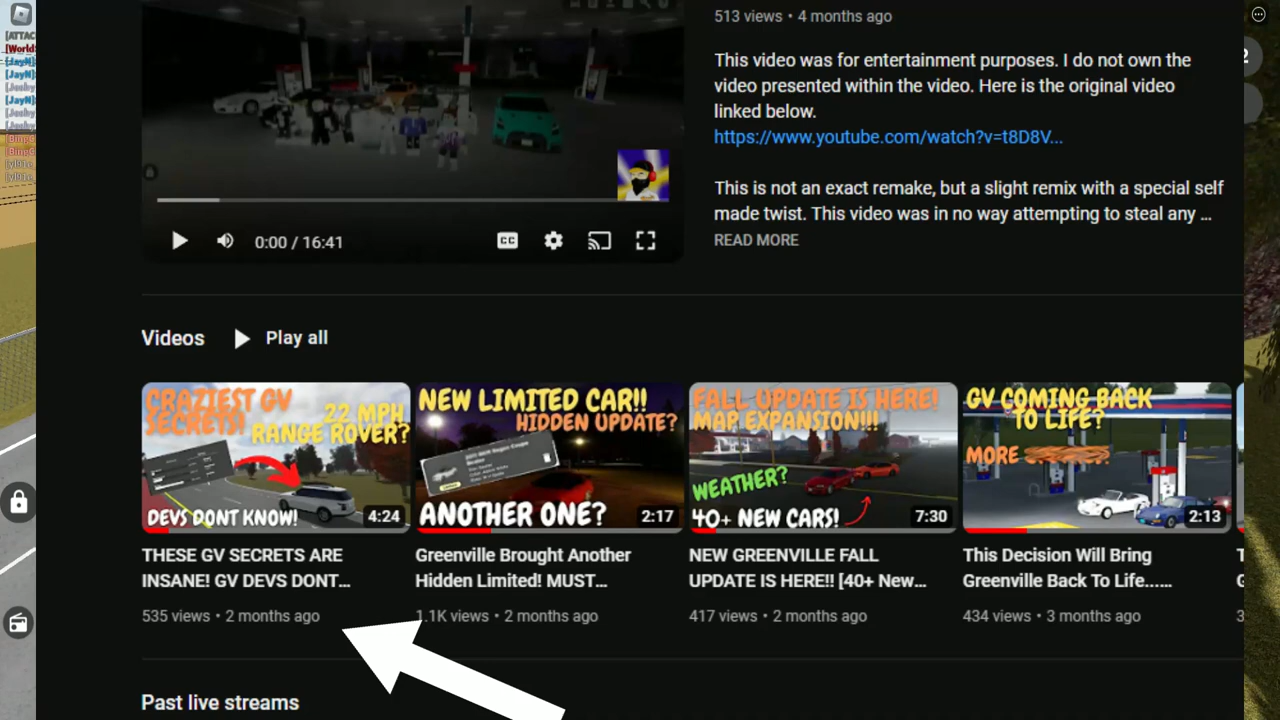 513 views • 4 months ago
This video was for entertainment purposes. I do not own the
video presented within the video. Here is the original video
linked below.
https://www.youtube.com/watch?v=t8D8V...
This is not an exact remake, but a slight remix with a special self
made twist. This video was in no way attempting to steal any ...
READ MORE
0:00 / 16:41
CC
Videos
Play all
CRAZIEST GV
SECRETS!
22 MPH
RANGE ROVER?
DEVS DONT KNOW!
4:24
THESE GV SECRETS ARE
INSANE! GV DEVS DONT...
535 views • 2 months ago
NEW LIMITED CAR!!
HIDDEN UPDATE?
ANOTHER ONE?
2:17
Greenville Brought Another
Hidden Limited! MUST...
1.1K views • 2 months ago
FALL UPDATE IS HERE!
MAP EXPANSION!!!
WEATHER?
40+ NEW CARS!
7:30
NEW GREENVILLE FALL
UPDATE IS HERE!! [40+ New...
417 views • 2 months ago
GV COMING BACK
TO LIFE?
MORE
2:13
This Decision Will Bring
Greenville Back To Life......
434 views • 3 months ago
Past live streams
[ATTAC
[World
[JayN]
[JayN]
[JayN]
2